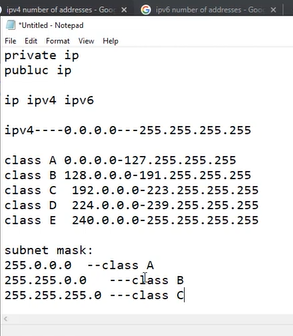 ipv4 number of addresses - Goo
ipv4 number of addresses - Goo
*Untitled - Notepad
File Edit Format View Help
private ip
publuc ip
ip ipv4 ipv6
ipv4----0.0.0.0---255.255.255.255
class A 0.0.0.0-127.255.255.255
class B 128.0.0.0-191.255.255.255
class C 192.0.0.0-223.255.255.255
class D 224.0.0.0-239.255.255.255
class E 240.0.0.0-255.255.255.255
subnet mask:
255.0.0.0 --class A
255.255.0.0 ---class B
255.255.255.0 ---class C